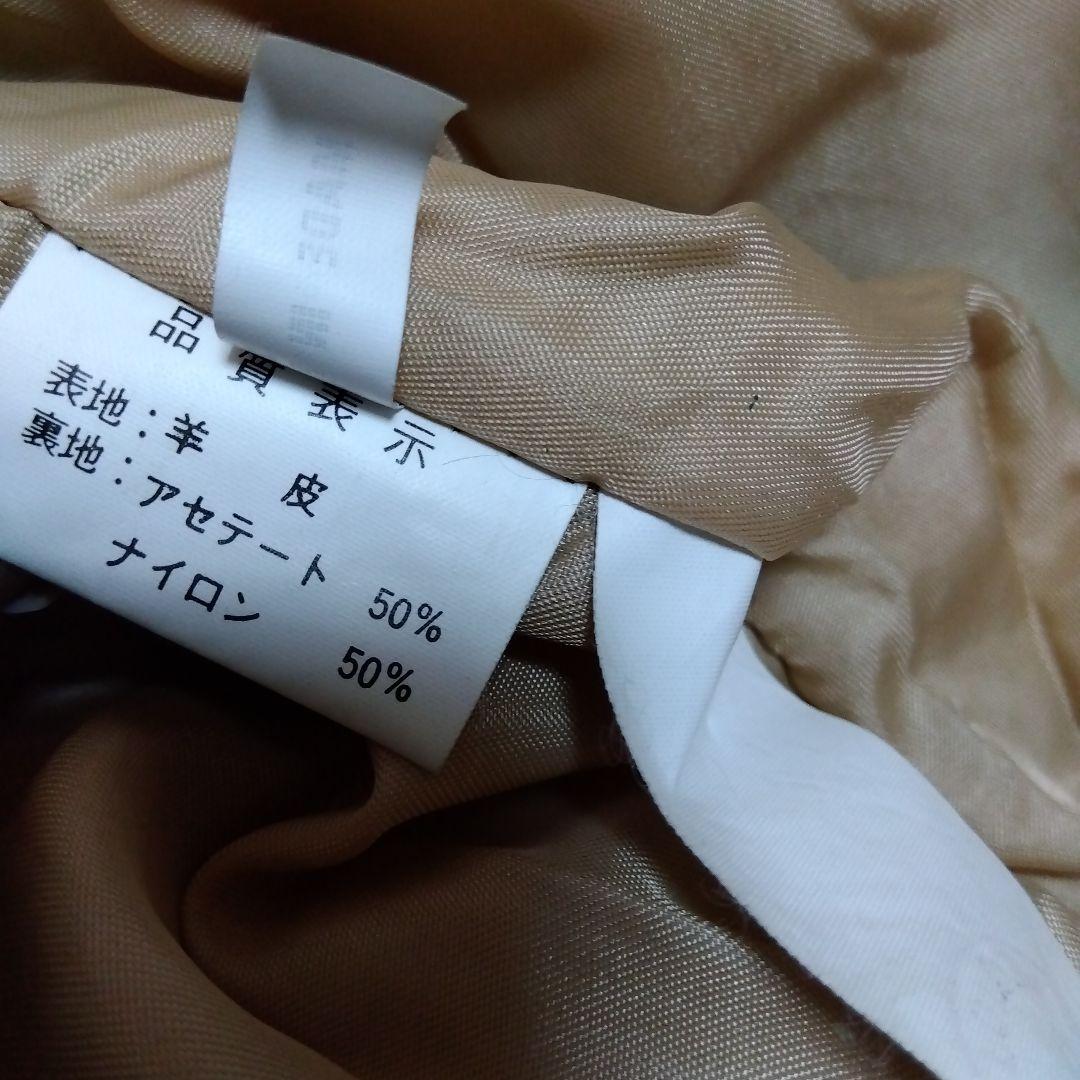 MADE
品質表示
表地：羊 皮
裏地：アセテート 50%
ナイロン 50%